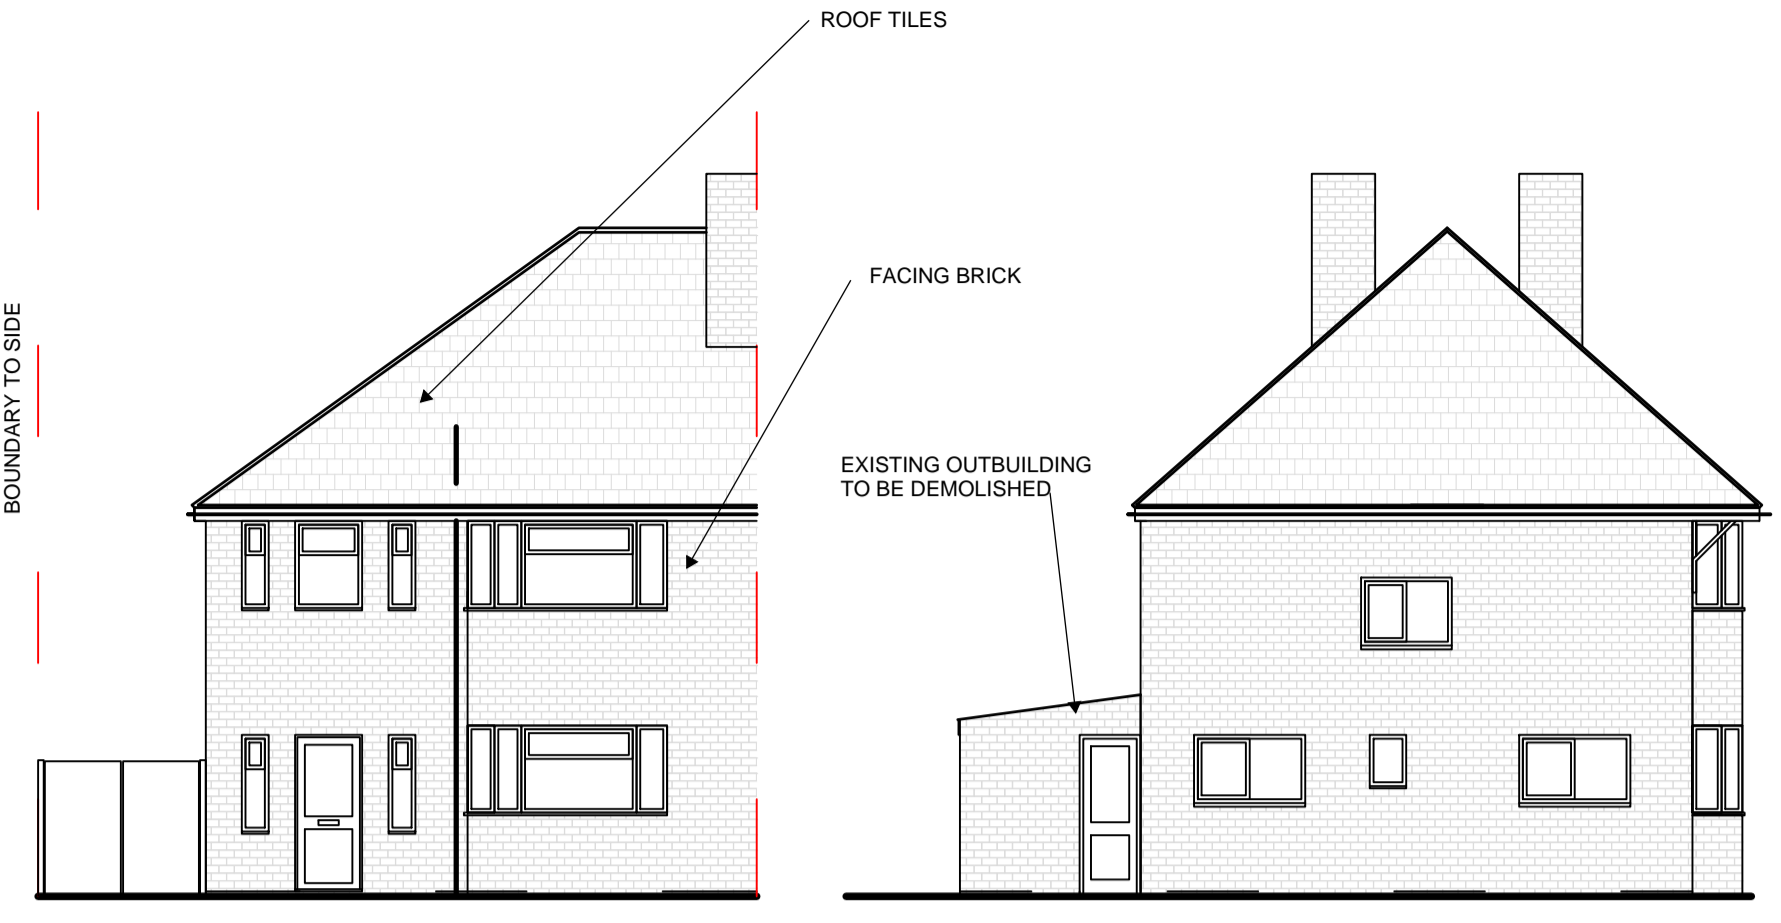 ROOF TILES
FACING BRICK
BOUNDARY TO SIDE
EXISTING OUTBUILDING
TO BE DEMOLISHED